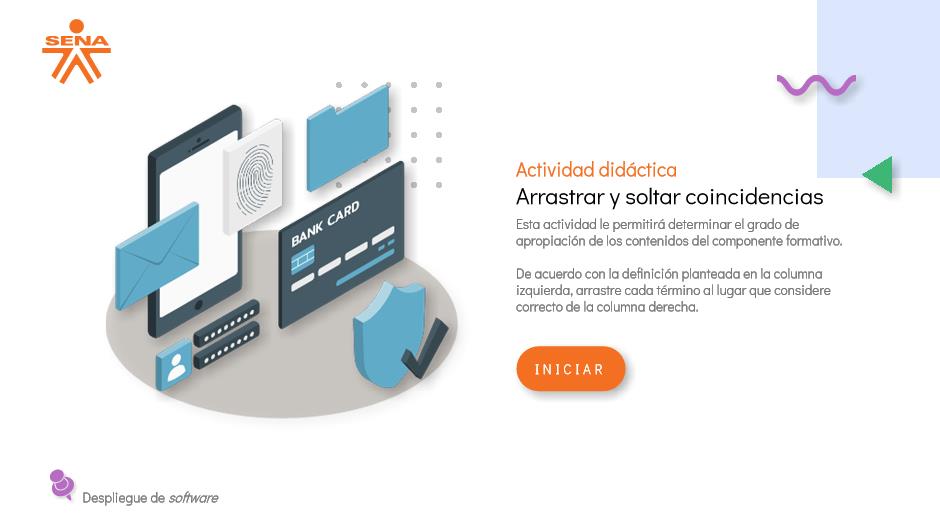 SENA
BANK CARD
Actividad didáctica
Arrastrar y soltar coincidencias
Esta actividad le permitirá determinar el grado de
apropiación de los contenidos del componente formativo.
De acuerdo con la definición planteada en la columna
izquierda, arrastre cada término al lugar que considere
correcto de la columna derecha.
INICIAR
Despliegue de software